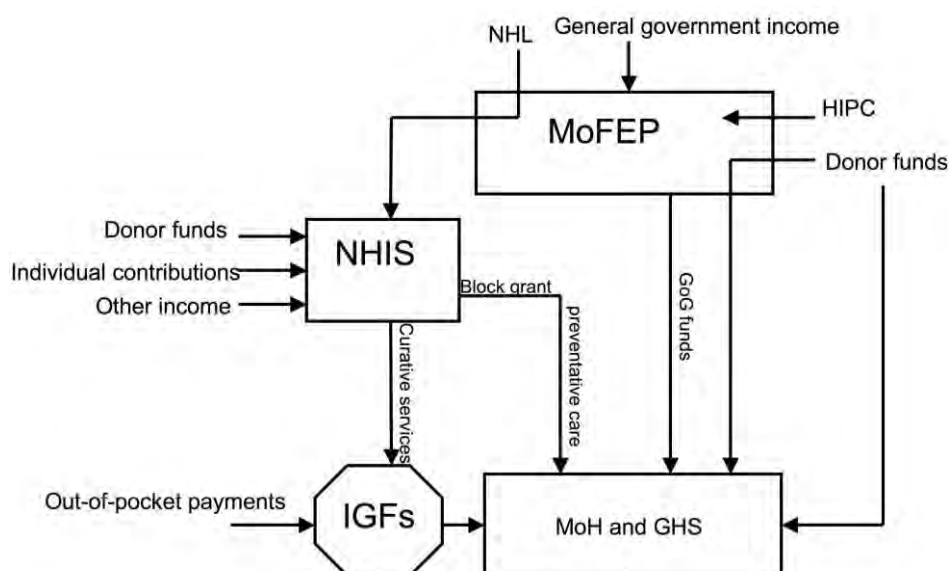 General government income
NHL
HIPC
MoFEP
Donor funds
Donor funds
NHIS
Individual contributions
Other income
Block grant
preventative care
GoG funds
Curative services
Out-of-pocket payments
IGFs
MoH and GHS